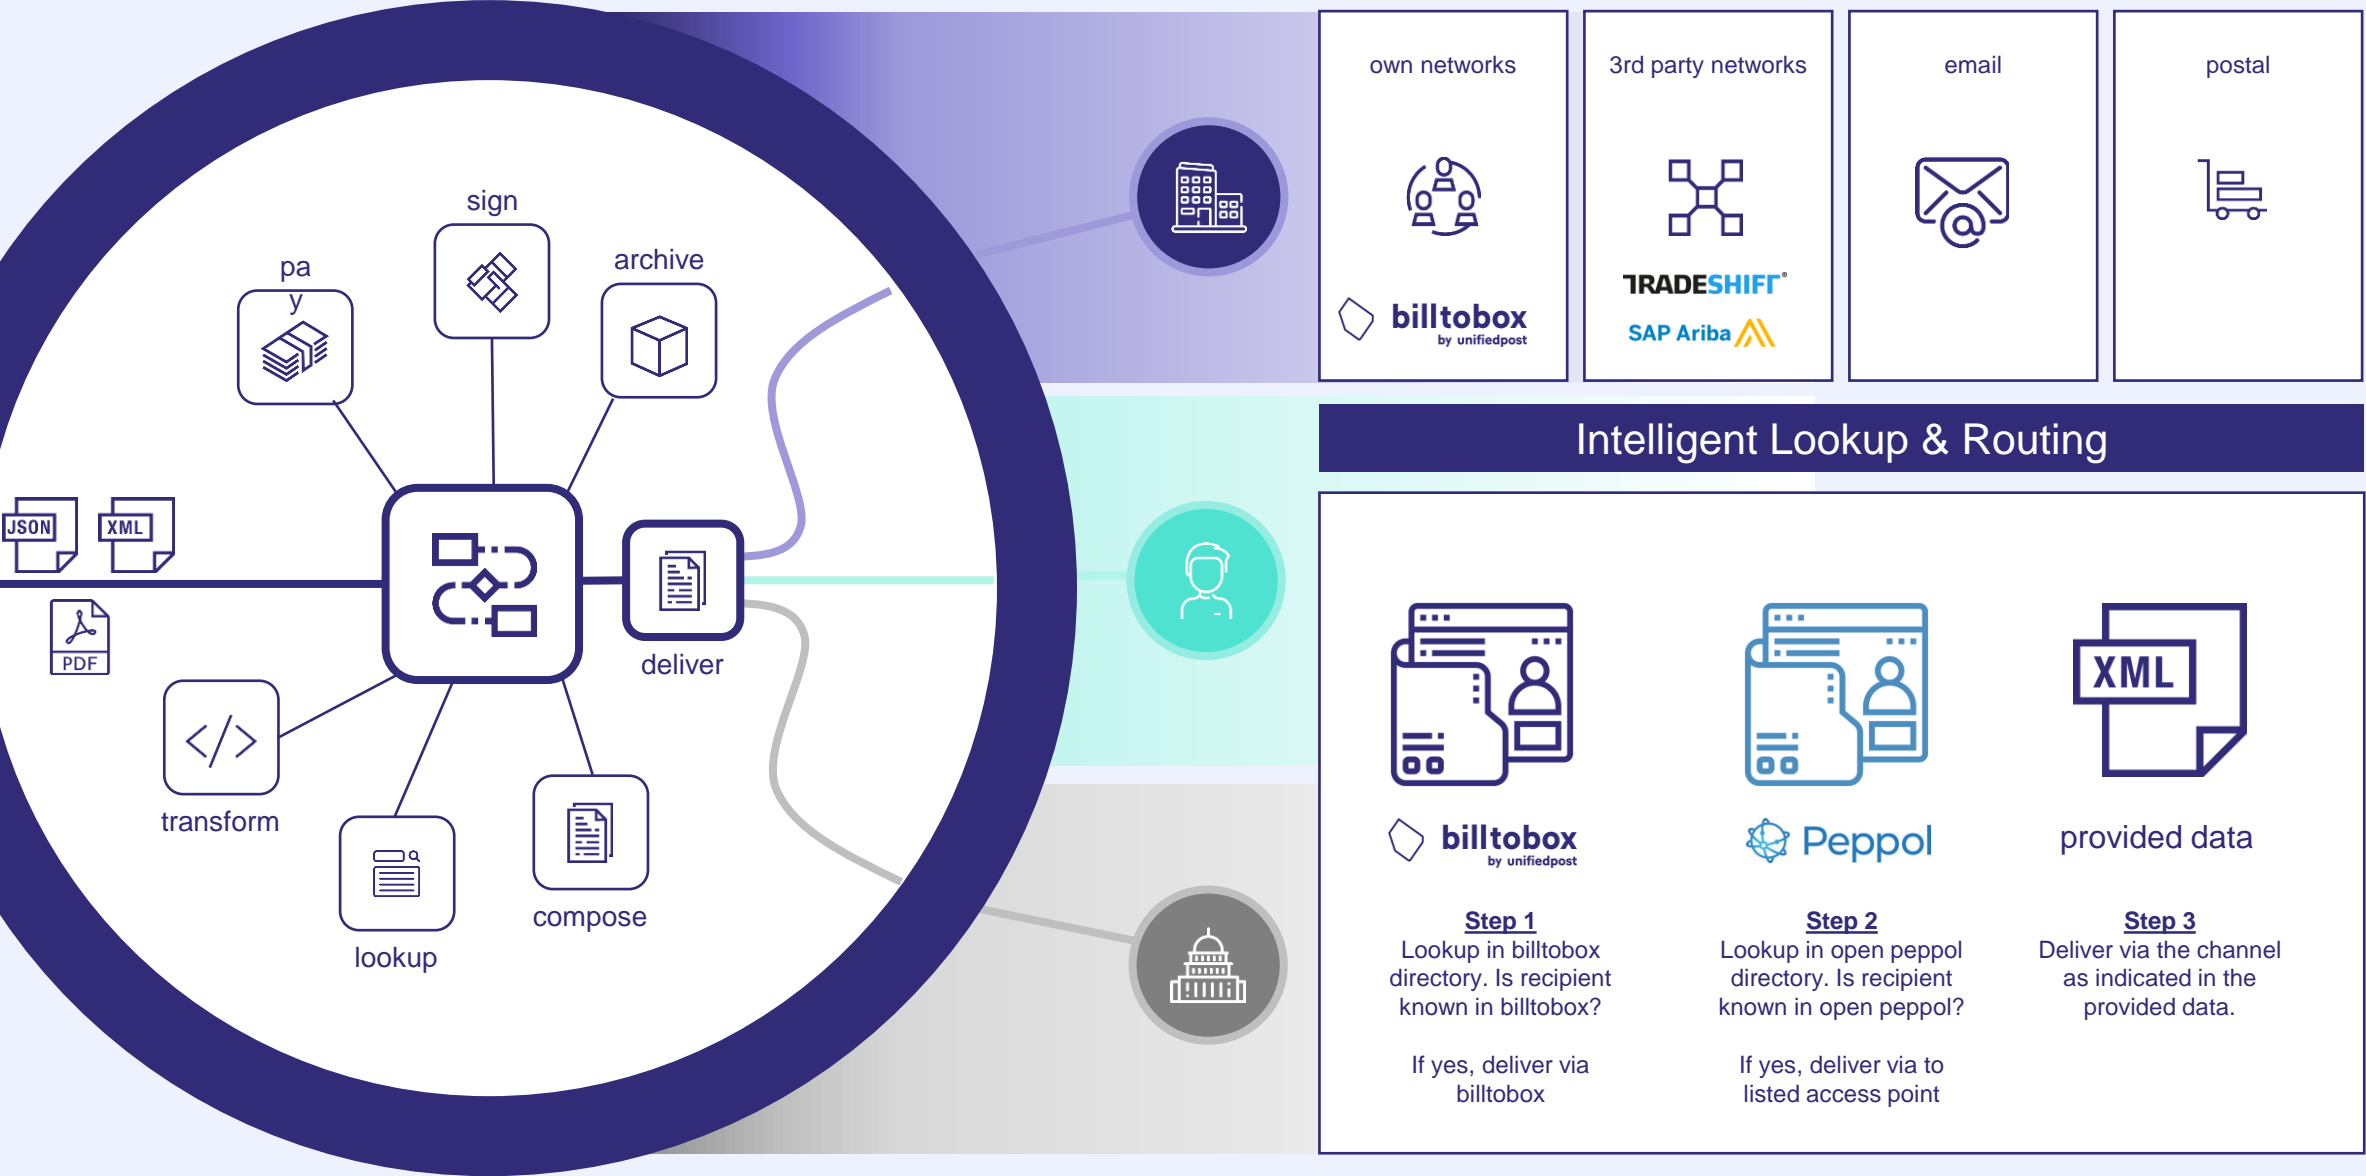 sign
archive
pa
y
JSON
XML
PDF
deliver
transform
lookup
compose
own networks
3rd party networks
email
postal
billtobox
by unifiedpost
TRADESHIFT®
SAP Ariba
Intelligent Lookup & Routing
billtobox
by unifiedpost
Step 1
Lookup in billtobox
directory. Is recipient
known in billtobox?
If yes, deliver via
billtobox
Peppol
Step 2
Lookup in open peppol
directory. Is recipient
known in open peppol?
If yes, deliver via to
listed access point
XML
provided data
Step 3
Deliver via the channel
as indicated in the
provided data.